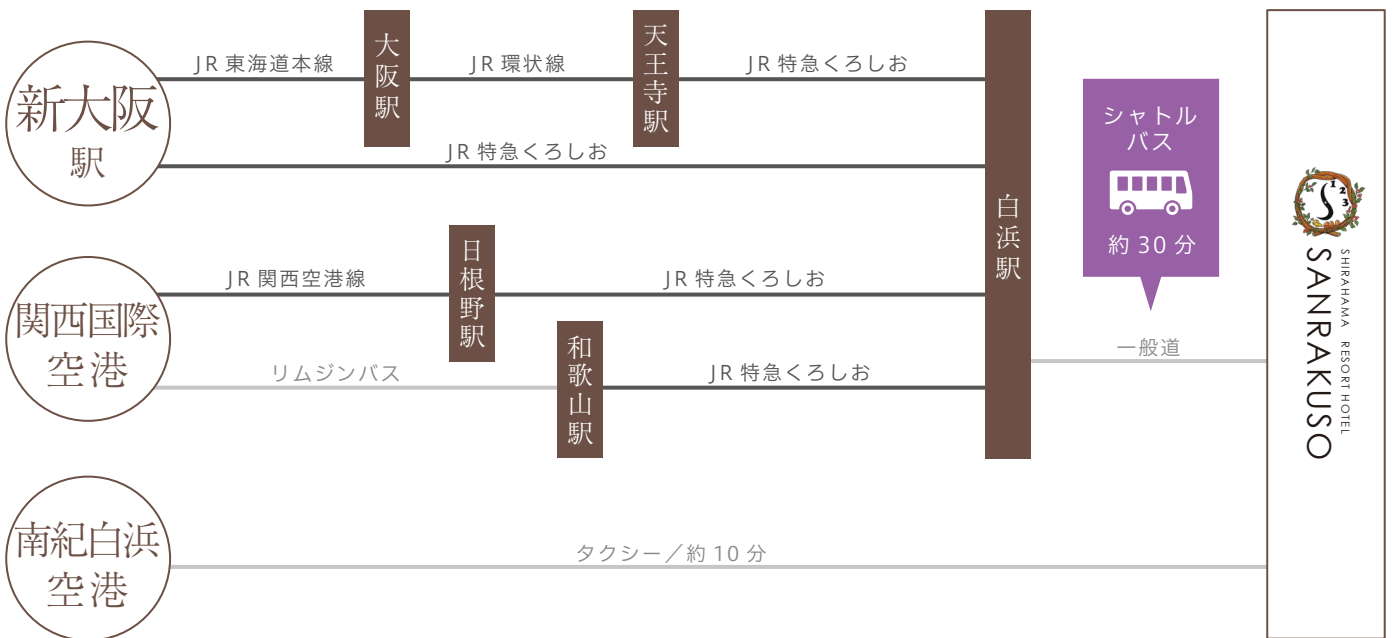 新大阪
駅
JR 東海道本線
大阪駅
JR 環状線
天王寺駅
JR 特急くろしお
JR 特急くろしお
関西国際
空港
JR 関西空港線
日根野駅
JR 特急くろしお
リムジンバス
和歌山駅
JR 特急くろしお
白浜駅
シャトル
バス
約 30 分
一般道
南紀白浜
空港
タクシー／約 10 分
S 1 2 3
SHIRAHAMA RESORT HOTEL
SANRAKUSO